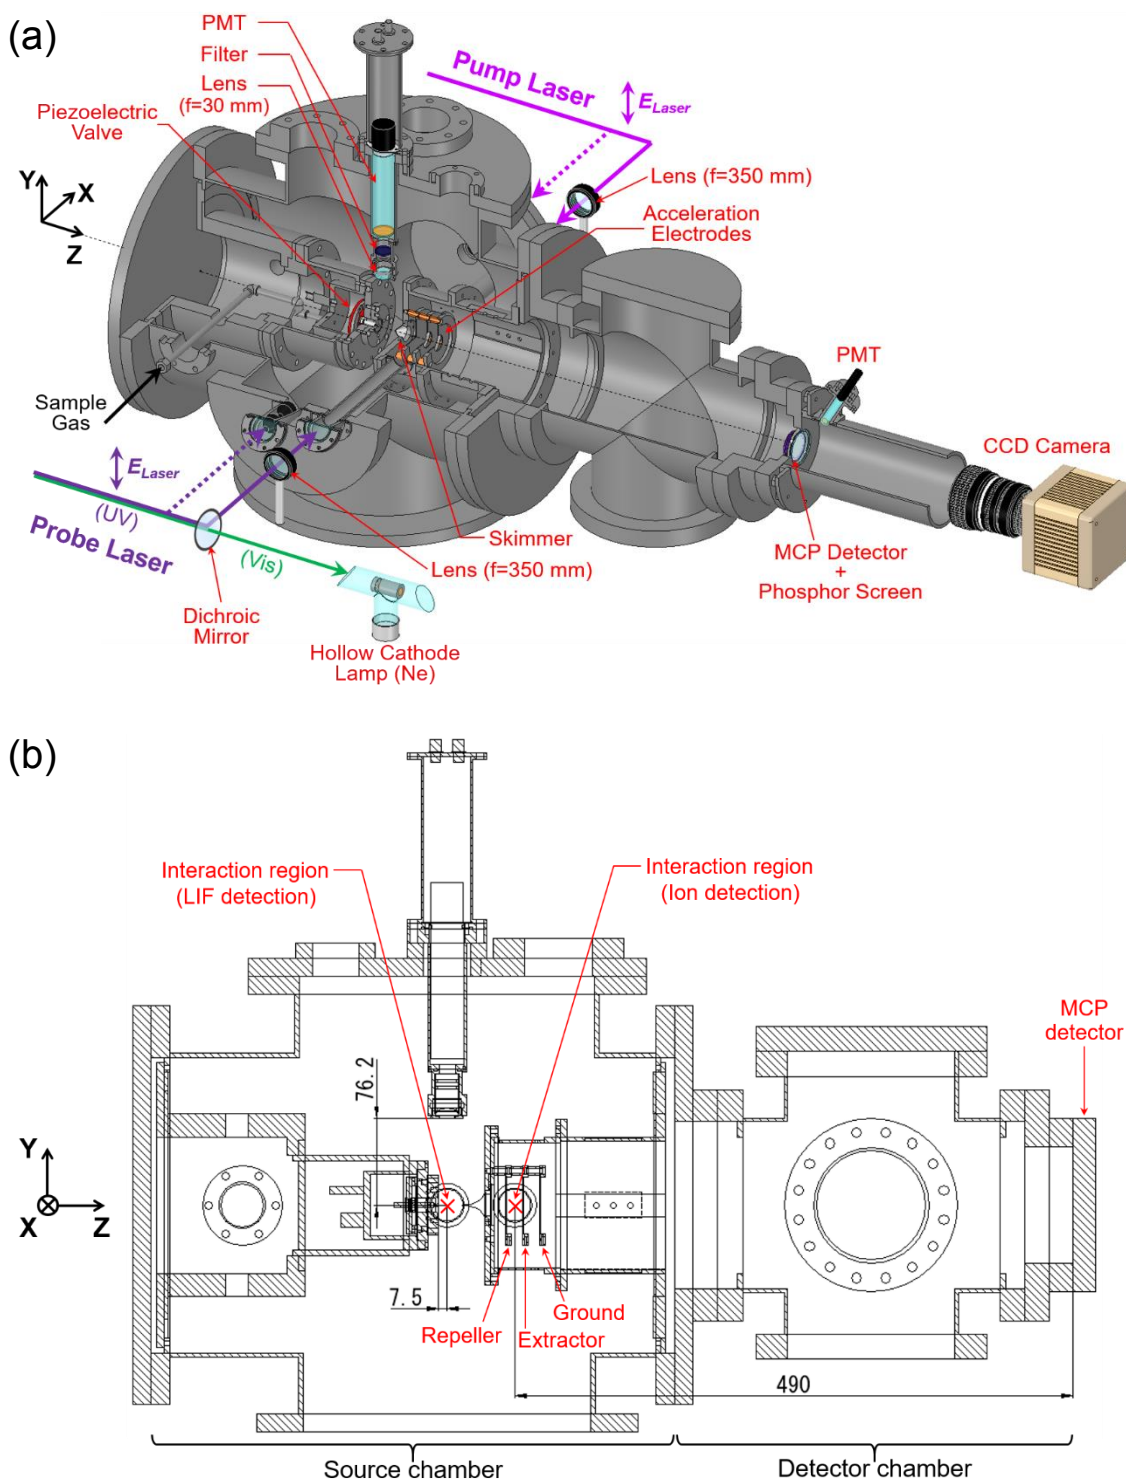 (a)
PMT
Filter
Lens
(f=30 mm)
Piezoelectric
Valve
Pump Laser
E_Laser
Lens (f=350 mm)
Acceleration
Electrodes
Y
X
Z
Sample
Gas
PMT
CCD Camera
E_Laser
(UV)
Probe Laser
(Vis)
Skimmer
Lens (f=350 mm)
MCP Detector
+
Phosphor Screen
Dichroic
Mirror
Hollow Cathode
Lamp (Ne)
(b)
Interaction region
(LIF detection)
Interaction region
(Ion detection)
MCP
detector
76.2
Y
X
Z
7.5
Ground
Repeller
Extractor
490
Source chamber
Detector chamber